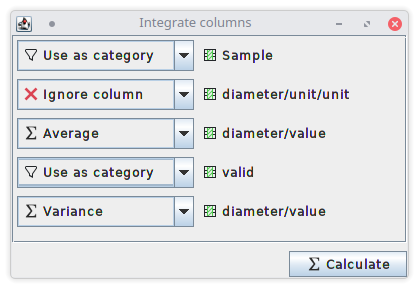 Integrate columns
Use as category Sample
Ignore column diameter/unit/unit
Σ Average diameter/value
Use as category valid
Σ Variance diameter/value
Σ Calculate